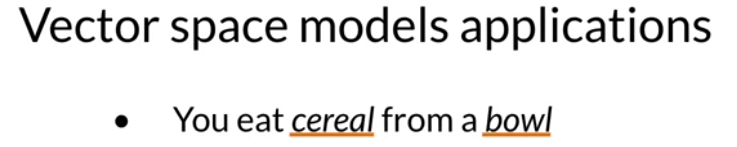 Vector space models applications
• You eat cereal from a bowl